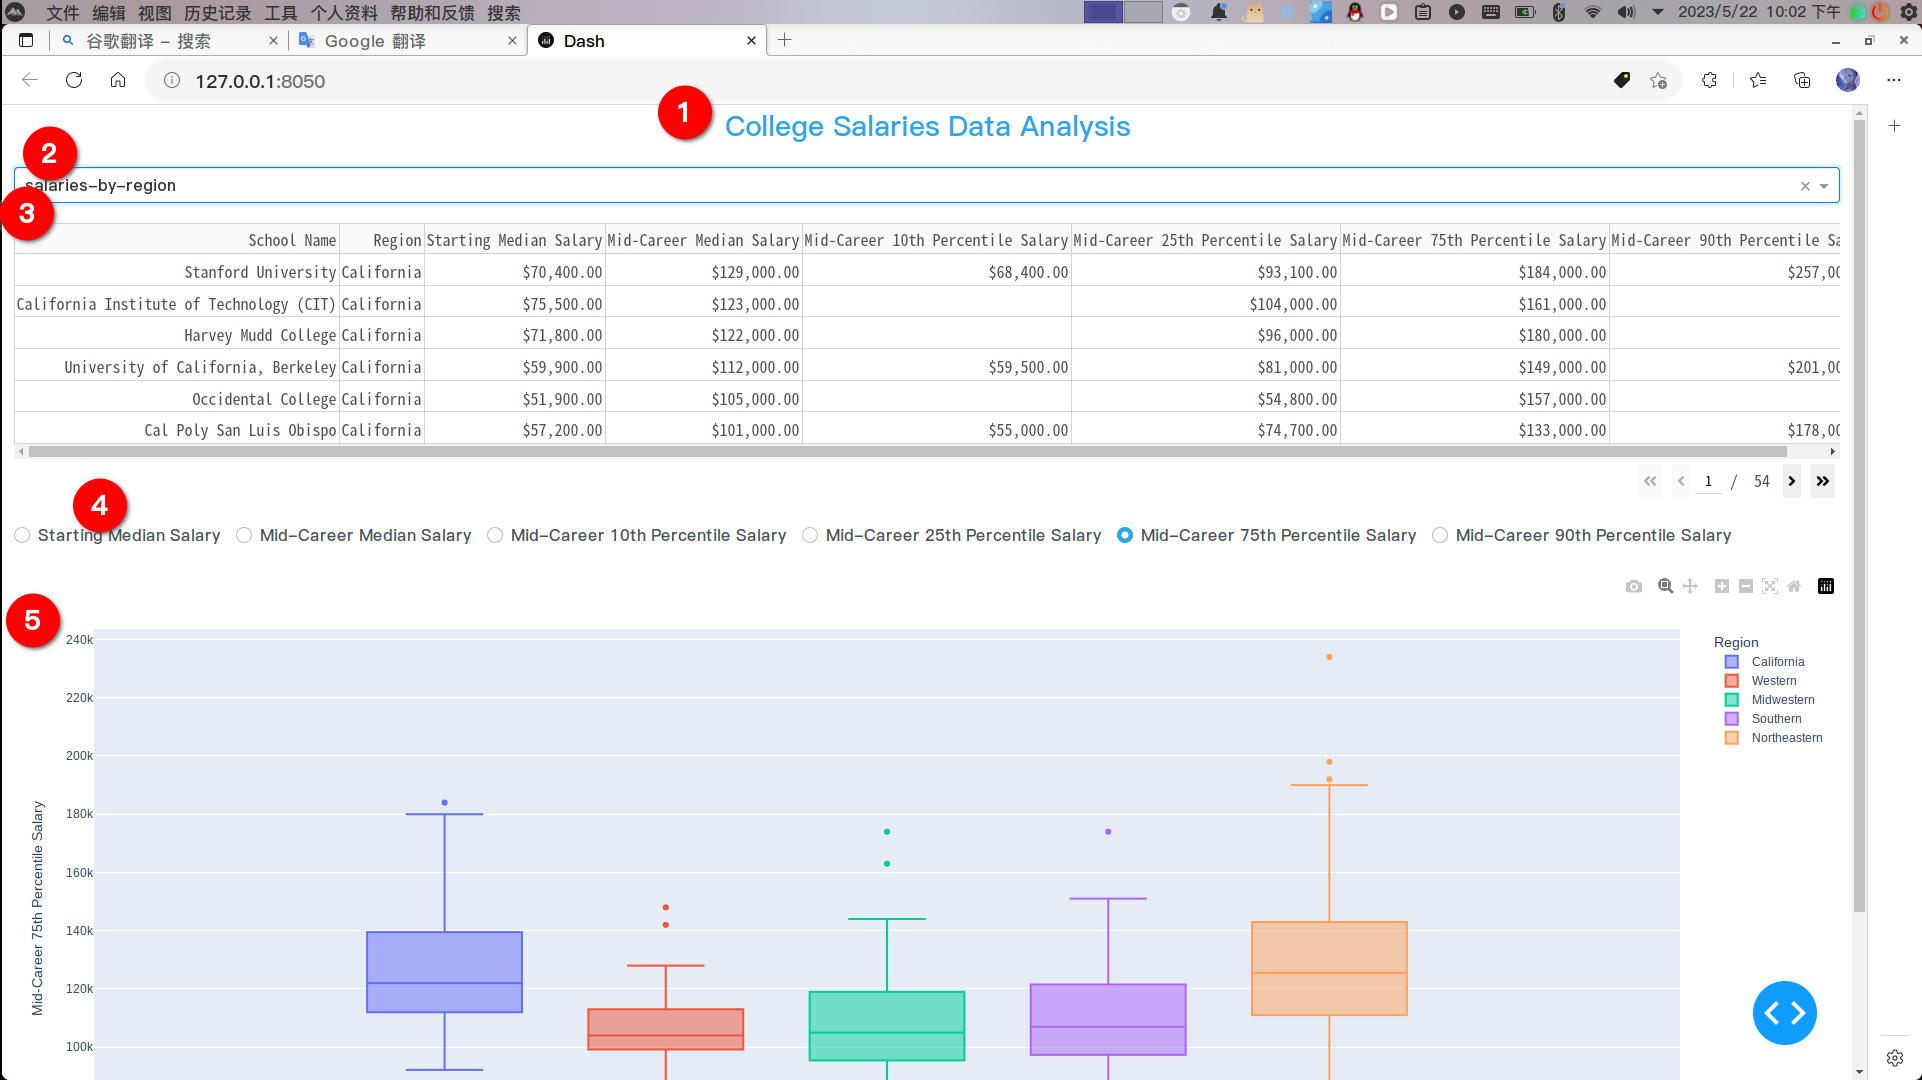 文件 编辑 视图 历史记录 工具 个人资料 帮助和反馈 搜索 2023/5/22 10:02 下午
谷歌翻译 - 搜索 Google 翻译 Dash
127.0.0.1:8050
1 College Salaries Data Analysis
2
salaries-by-region
3
School Name Region Starting Median Salary Mid-Career Median Salary Mid-Career 10th Percentile Salary Mid-Career 25th Percentile Salary Mid-Career 75th Percentile Salary Mid-Career 90th Percentile Sa
Stanford University California $70,400.00 $129,000.00 $68,400.00 $93,100.00 $184,000.00 $257,00
California Institute of Technology (CIT) California $75,500.00 $123,000.00 $104,000.00 $161,000.00
Harvey Mudd College California $71,800.00 $122,000.00 $96,000.00 $180,000.00
University of California, Berkeley California $59,900.00 $112,000.00 $59,500.00 $81,000.00 $149,000.00 $201,00
Occidental College California $51,900.00 $105,000.00 $54,800.00 $157,000.00
Cal Poly San Luis Obispo California $57,200.00 $101,000.00 $55,000.00 $74,700.00 $133,000.00 $178,00
1 / 54
4
Starting Median Salary Mid-Career Median Salary Mid-Career 10th Percentile Salary Mid-Career 25th Percentile Salary Mid-Career 75th Percentile Salary Mid-Career 90th Percentile Salary
5
Mid-Career 75th Percentile Salary
240k
220k
200k
180k
160k
140k
120k
100k
Region
California
Western
Midwestern
Southern
Northeastern